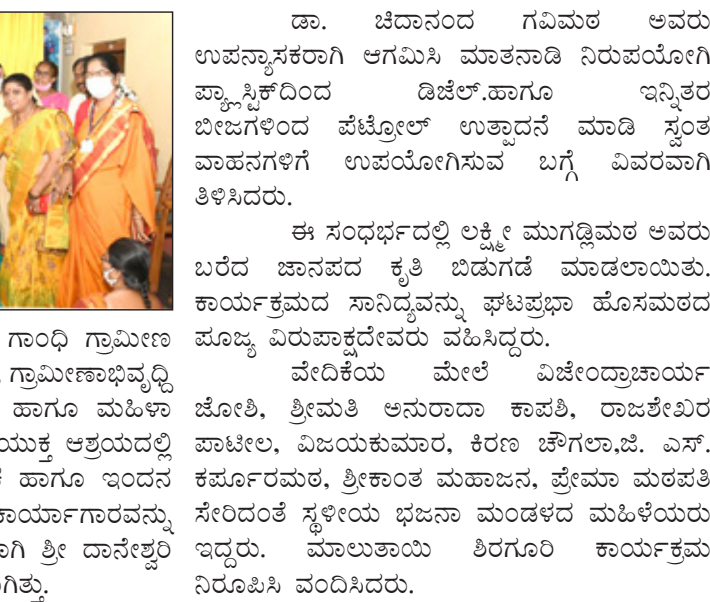 ಗಾಂಧಿ ಗ್ರಾಮೀಣ
ಗ್ರಾಮೀಣಾಭಿವೃಧ್ಧಿ
ಹಾಗೂ ಮಹಿಳಾ
ಯುಕ್ತ ಆಶ್ರಯದಲ್ಲಿ
ಹಾಗೂ ಇಂದನ
ಕಾರ್ಯಾಗಾರವನ್ನು
ಶ್ರೀ ದಾನೇಶ್ವರಿ
ಡಾ. ಚಿದಾನಂದ ಗವಿಮಠ ಅವರು
ಉಪನ್ಯಾಸಕರಾಗಿ ಆಗಮಿಸಿ ಮಾತನಾಡಿ ನಿರುಪಯೋಗಿ
ಪ್ಲ್ಯಾಸ್ಟಿಕ್‌ದಿಂದ ಡಿಜೆಲ್.ಹಾಗೂ ಇನ್ನಿತರ
ಬೀಜಗಳಿಂದ ಪೆಟ್ರೋಲ್ ಉತ್ಪಾದನೆ ಮಾಡಿ ಸ್ವಂತ
ವಾಹನಗಳಿಗೆ ಉಪಯೋಗಿಸುವ ಬಗ್ಗೆ ವಿವರವಾಗಿ
ತಿಳಿಸಿದರು.
ಈ ಸಂಧರ್ಭದಲ್ಲಿ ಲಕ್ಷ್ಮೀ ಮುಗಡ್ಲಿಮಠ ಅವರು
ಬರೆದ ಜಾನಪದ ಕೃತಿ ಬಿಡುಗಡೆ ಮಾಡಲಾಯಿತು.
ಕಾರ್ಯಕ್ರಮದ ಸಾನಿದ್ಯವನ್ನು ಘಟಪ್ರಭಾ ಹೊಸಮಠದ
ಪೂಜ್ಯ ವಿರುಪಾಕ್ಷದೇವರು ವಹಿಸಿದ್ದರು.
ವೇದಿಕೆಯ ಮೇಲೆ ವಿಜೇಂದ್ರಾಚಾರ್ಯ
ಜೋಶಿ, ಶ್ರೀಮತಿ ಅನುರಾದಾ ಕಾಪಶಿ, ರಾಜಶೇಖರ
ಪಾಟೀಲ, ವಿಜಯಕುಮಾರ, ಕಿರಣ ಚೌಗಲಾ,ಜಿ. ಎಸ್.
ಕರ್ಪೂರಮಠ, ಶ್ರೀಕಾಂತ ಮಹಾಜನ, ಪ್ರೇಮಾ ಮಠಪತಿ
ಸೇರಿದಂತೆ ಸ್ಥಳೀಯ ಭಜನಾ ಮಂಡಳದ ಮಹಿಳೆಯರು
ಇದ್ದರು. ಮಾಲುತಾಯಿ ಶಿರಗೂರಿ ಕಾರ್ಯಕ್ರಮ
ನಿರೂಪಿಸಿ ವಂದಿಸಿದರು.